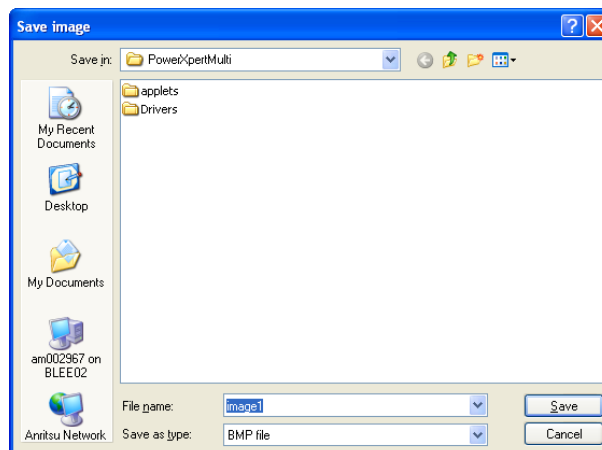 Save image
Save in:
PowerXpertMulti
applets
Drivers
My Recent
Documents
Desktop
My Documents
am002967 on
BLEE02
Anritsu Network
File name:
image1
Save
Save as type:
BMP file
Cancel